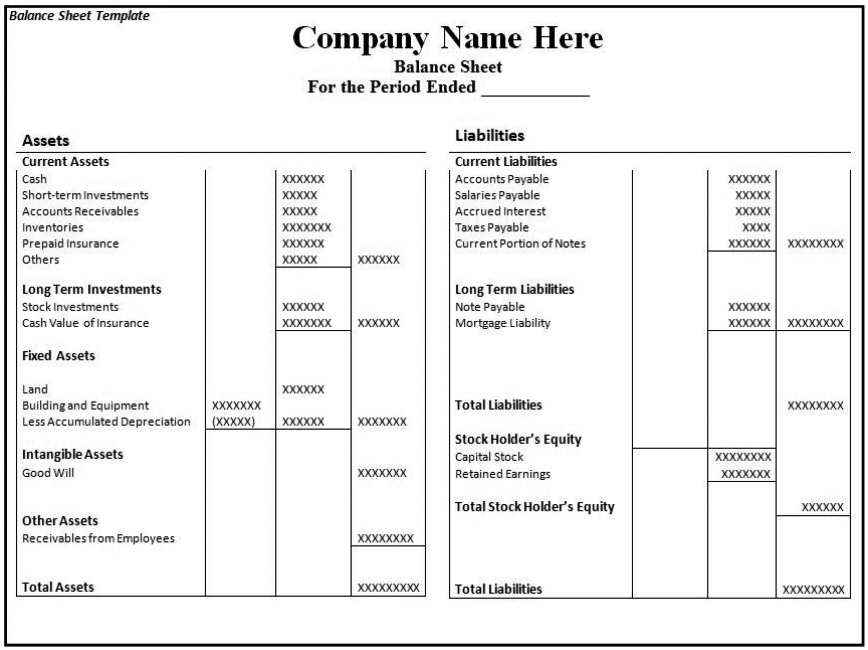 Balance Sheet Template
Company Name Here
Balance Sheet
For the Period Ended ____________
Assets
Current Assets
Cash XXXXXX
Short-term Investments XXXXX
Accounts Receivables XXXXX
Inventories XXXXXXX
Prepaid Insurance XXXXXX
Others XXXXX XXXXXX
Long Term Investments
Stock Investments XXXXXX
Cash Value of Insurance XXXXXXX XXXXXX
Fixed Assets
Land XXXXXX
Building and Equipment XXXXXXX
Less Accumulated Depreciation (XXXXX) XXXXXX XXXXXXX
Intangible Assets
Good Will XXXXXXX
Other Assets
Receivables from Employees XXXXXXXX
Total Assets XXXXXXXXX
Liabilities
Current Liabilities
Accounts Payable XXXXXX
Salaries Payable XXXXX
Accrued Interest XXXXX
Taxes Payable XXXX
Current Portion of Notes XXXXXX XXXXXXXX
Long Term Liabilities
Note Payable XXXXXX
Mortgage Liability XXXXXX XXXXXXXX
Total Liabilities XXXXXXXX
Stock Holder's Equity
Capital Stock XXXXXXXX
Retained Earnings XXXXXXX
Total Stock Holder's Equity XXXXXX
Total Liabilities XXXXXXXXX